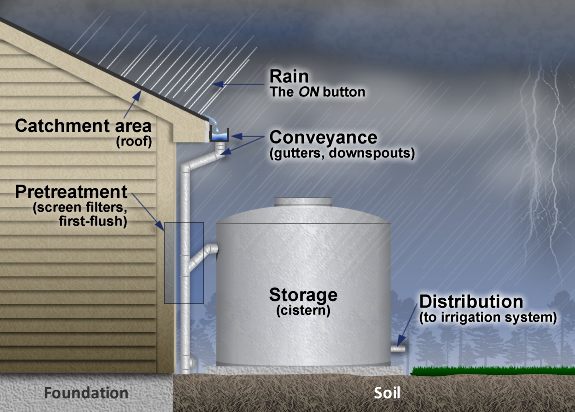 Rain
The ON button
Catchment area
(roof)
Conveyance
(gutters, downspouts)
Pretreatment
(screen filters,
first-flush)
Storage
(cistern)
Distribution
(to irrigation system)
Foundation
Soil